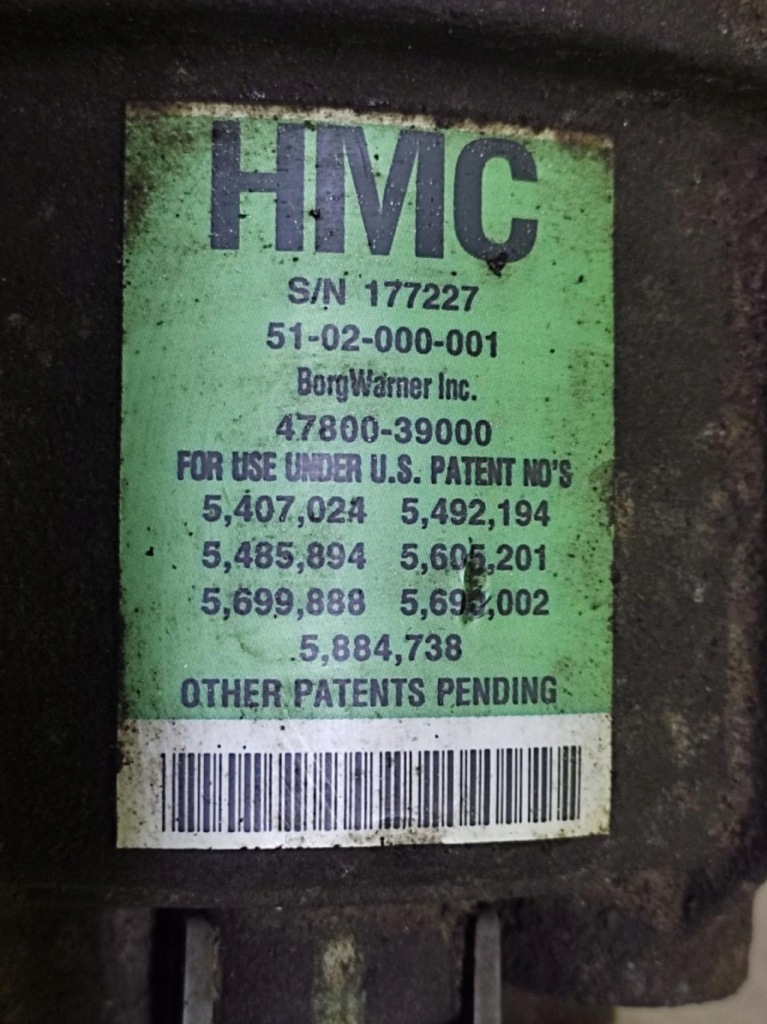 HMC
S/N 177227
51-02-000-001
BorgWarner Inc.
47800-39000
FOR USE UNDER U.S. PATENT NO'S
5,407,024 5,492,194
5,485,894 5,605,201
5,699,888
5,884,738
OTHER PATENTS PENDING